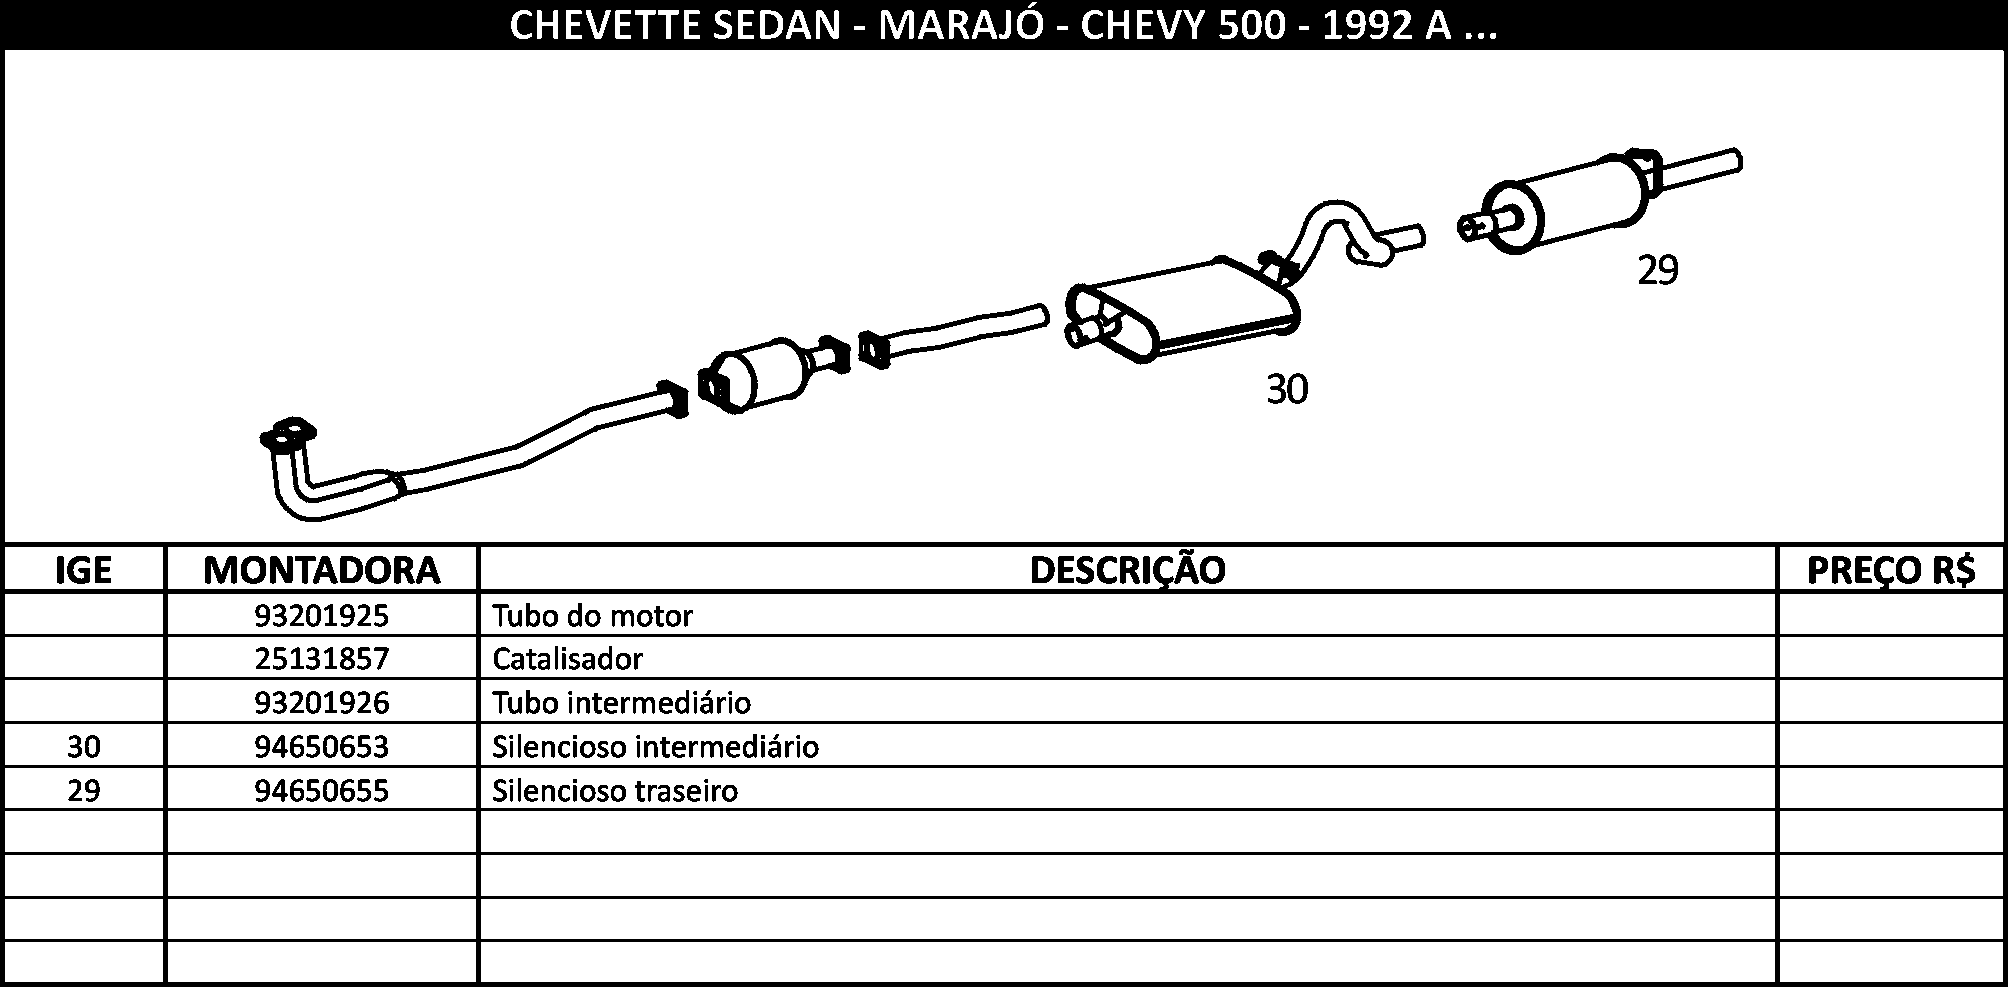 CHEVETTE SEDAN - MARAJÓ - CHEVY 500 - 1992 A ...
29
30
IGE MONTADORA DESCRIÇÃO PREÇO R$
93201925 Tubo do motor
25131857 Catalisador
93201926 Tubo intermediário
30 94650653 Silencioso intermediário
29 94650655 Silencioso traseiro